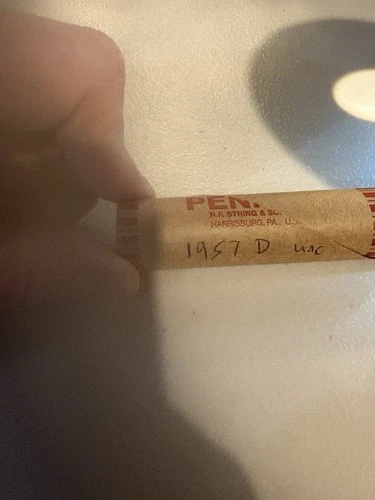 PEN
N.F. STRING & SO
HARRISBURG, PA., U.S.
1957 D unc